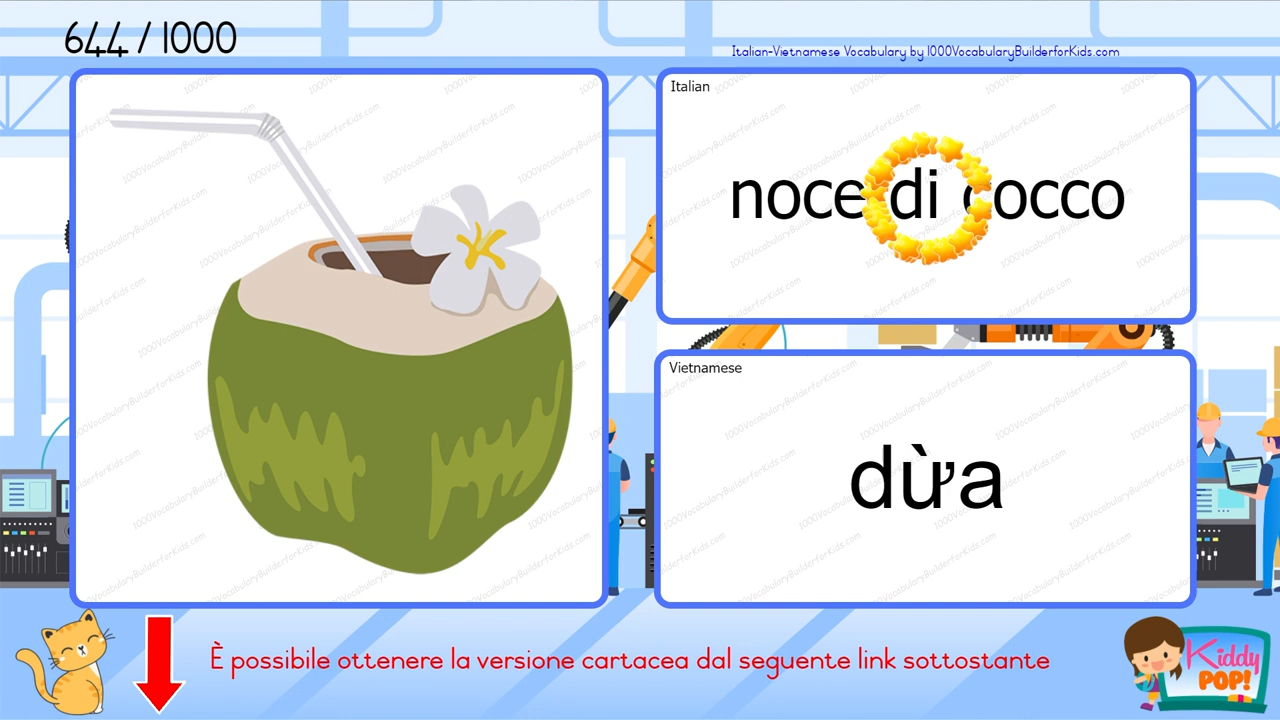 644 / 1000
Italian-Vietnamese Vocabulary by 1000VocabularyBuilderforKids.com
Italian
noce di cocco
Vietnamese
dừa
È possibile ottenere la versione cartacea dal seguente link sottostante
Kiddy
POP!